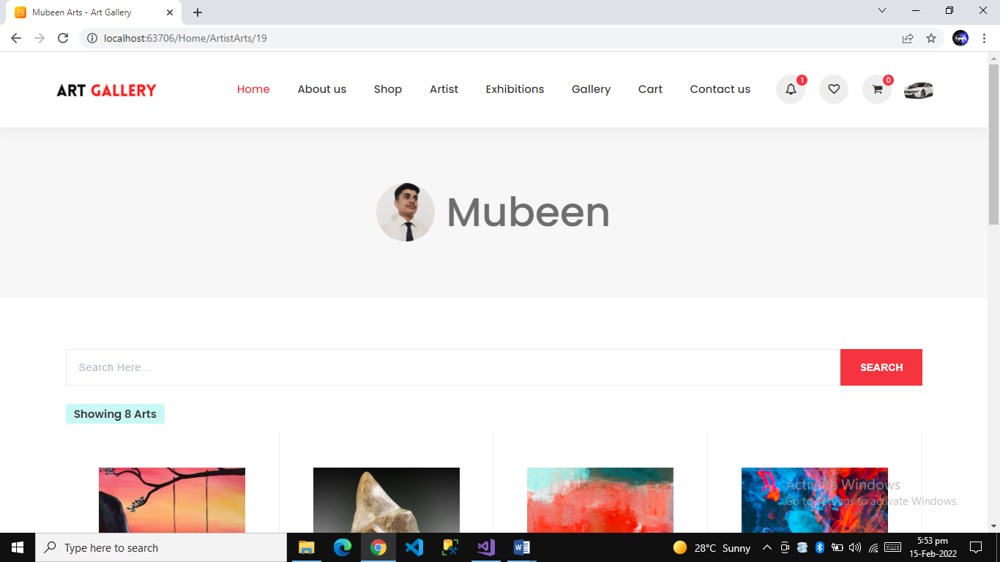 Mubeen Arts - Art Gallery
localhost:63706/Home/ArtistArts/19
ART GALLERY Home About us Shop Artist Exhibitions Gallery Cart Contact us 1 0
Mubeen
Search Here... SEARCH
Showing 8 Arts
Activate Windows
Go to Settings to activate Windows.
Type here to search 28°C Sunny 5:53 pm
15-Feb-2022